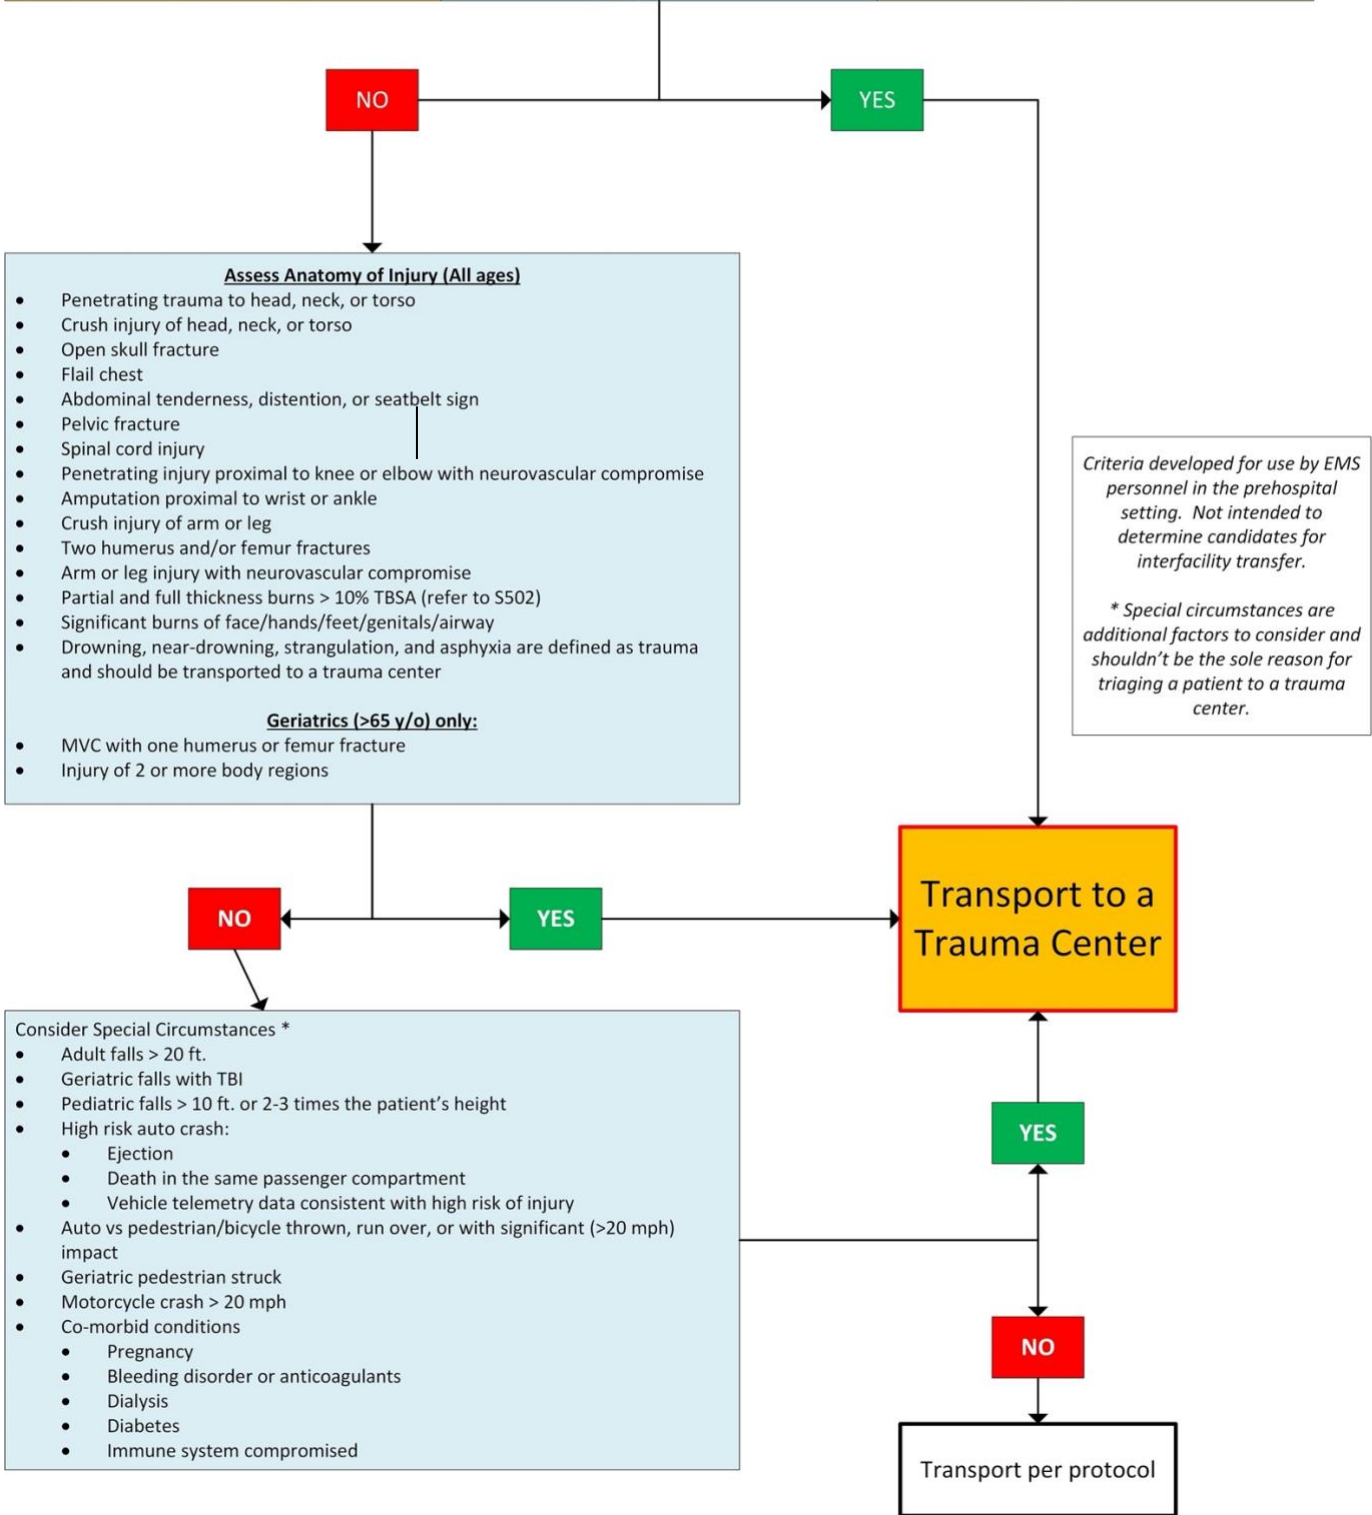 NO
YES
Assess Anatomy of Injury (All ages)
• Penetrating trauma to head, neck, or torso
• Crush injury of head, neck, or torso
• Open skull fracture
• Flail chest
• Abdominal tenderness, distention, or seatbelt sign
• Pelvic fracture
• Spinal cord injury
• Penetrating injury proximal to knee or elbow with neurovascular compromise
• Amputation proximal to wrist or ankle
• Crush injury of arm or leg
• Two humerus and/or femur fractures
• Arm or leg injury with neurovascular compromise
• Partial and full thickness burns > 10% TBSA (refer to S502)
• Significant burns of face/hands/feet/genitals/airway
• Drowning, near-drowning, strangulation, and asphyxia are defined as trauma
and should be transported to a trauma center
Geriatrics (>65 y/o) only:
• MVC with one humerus or femur fracture
• Injury of 2 or more body regions
Criteria developed for use by EMS
personnel in the prehospital
setting. Not intended to
determine candidates for
interfacility transfer.
* Special circumstances are
additional factors to consider and
shouldn't be the sole reason for
triaging a patient to a trauma
center.
NO
YES
Transport to a
Trauma Center
Consider Special Circumstances *
• Adult falls > 20 ft.
• Geriatric falls with TBI
• Pediatric falls > 10 ft. or 2-3 times the patient's height
• High risk auto crash:
• Ejection
• Death in the same passenger compartment
• Vehicle telemetry data consistent with high risk of injury
• Auto vs pedestrian/bicycle thrown, run over, or with significant (>20 mph)
impact
• Geriatric pedestrian struck
• Motorcycle crash > 20 mph
• Co-morbid conditions
• Pregnancy
• Bleeding disorder or anticoagulants
• Dialysis
• Diabetes
• Immune system compromised
YES
NO
Transport per protocol